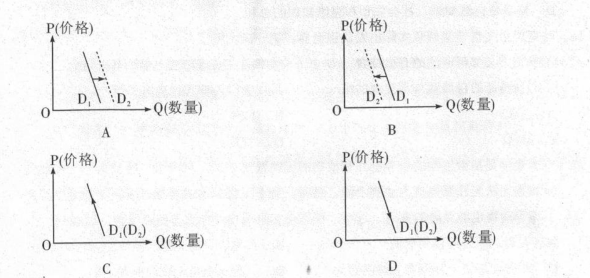 P(价格)
D₁ D₂
O Q(数量)
A
P(价格)
D₂ D₁
O Q(数量)
B
P(价格)
D₁(D₂)
O Q(数量)
C
P(价格)
D₁(D₂)
O Q(数量)
D